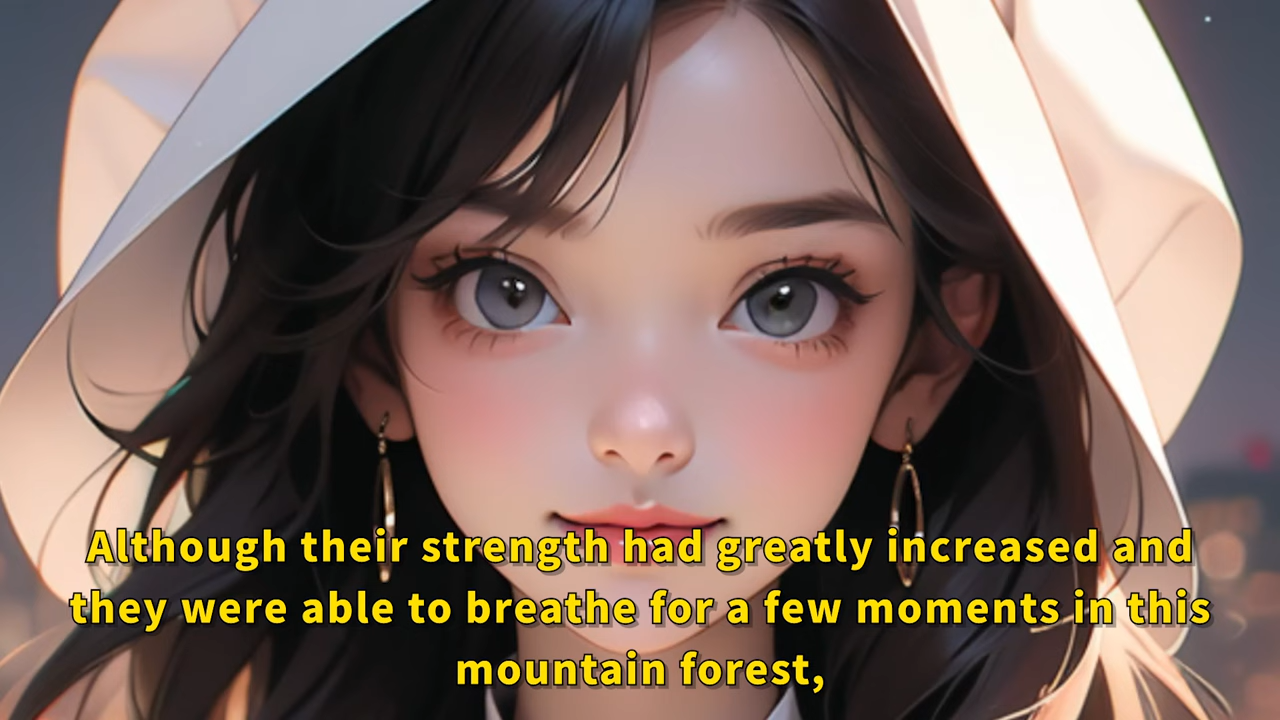 Although their strength had greatly increased and
they were able to breathe for a few moments in this
mountain forest,